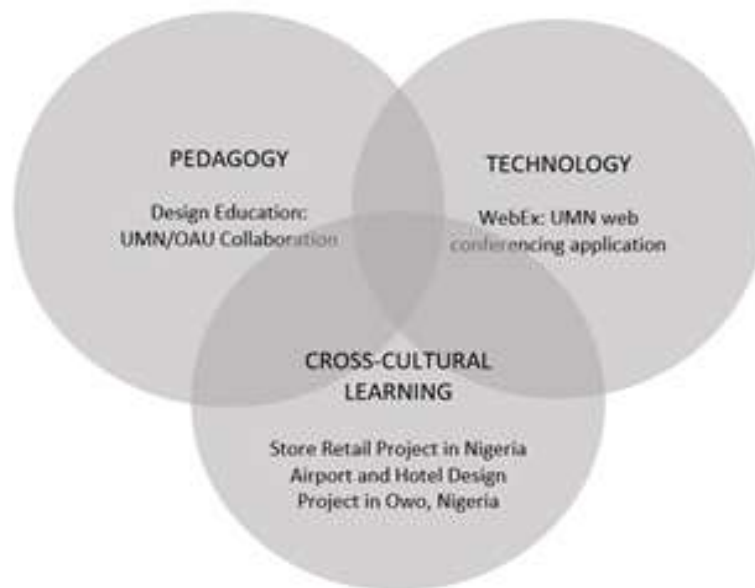 PEDAGOGY
Design Education:
UMN/OAU Collaboration
TECHNOLOGY
WebEx: UMN web
conferencing application
CROSS-CULTURAL
LEARNING
Store Retail Project in Nigeria
Airport and Hotel Design
Project in Owo, Nigeria